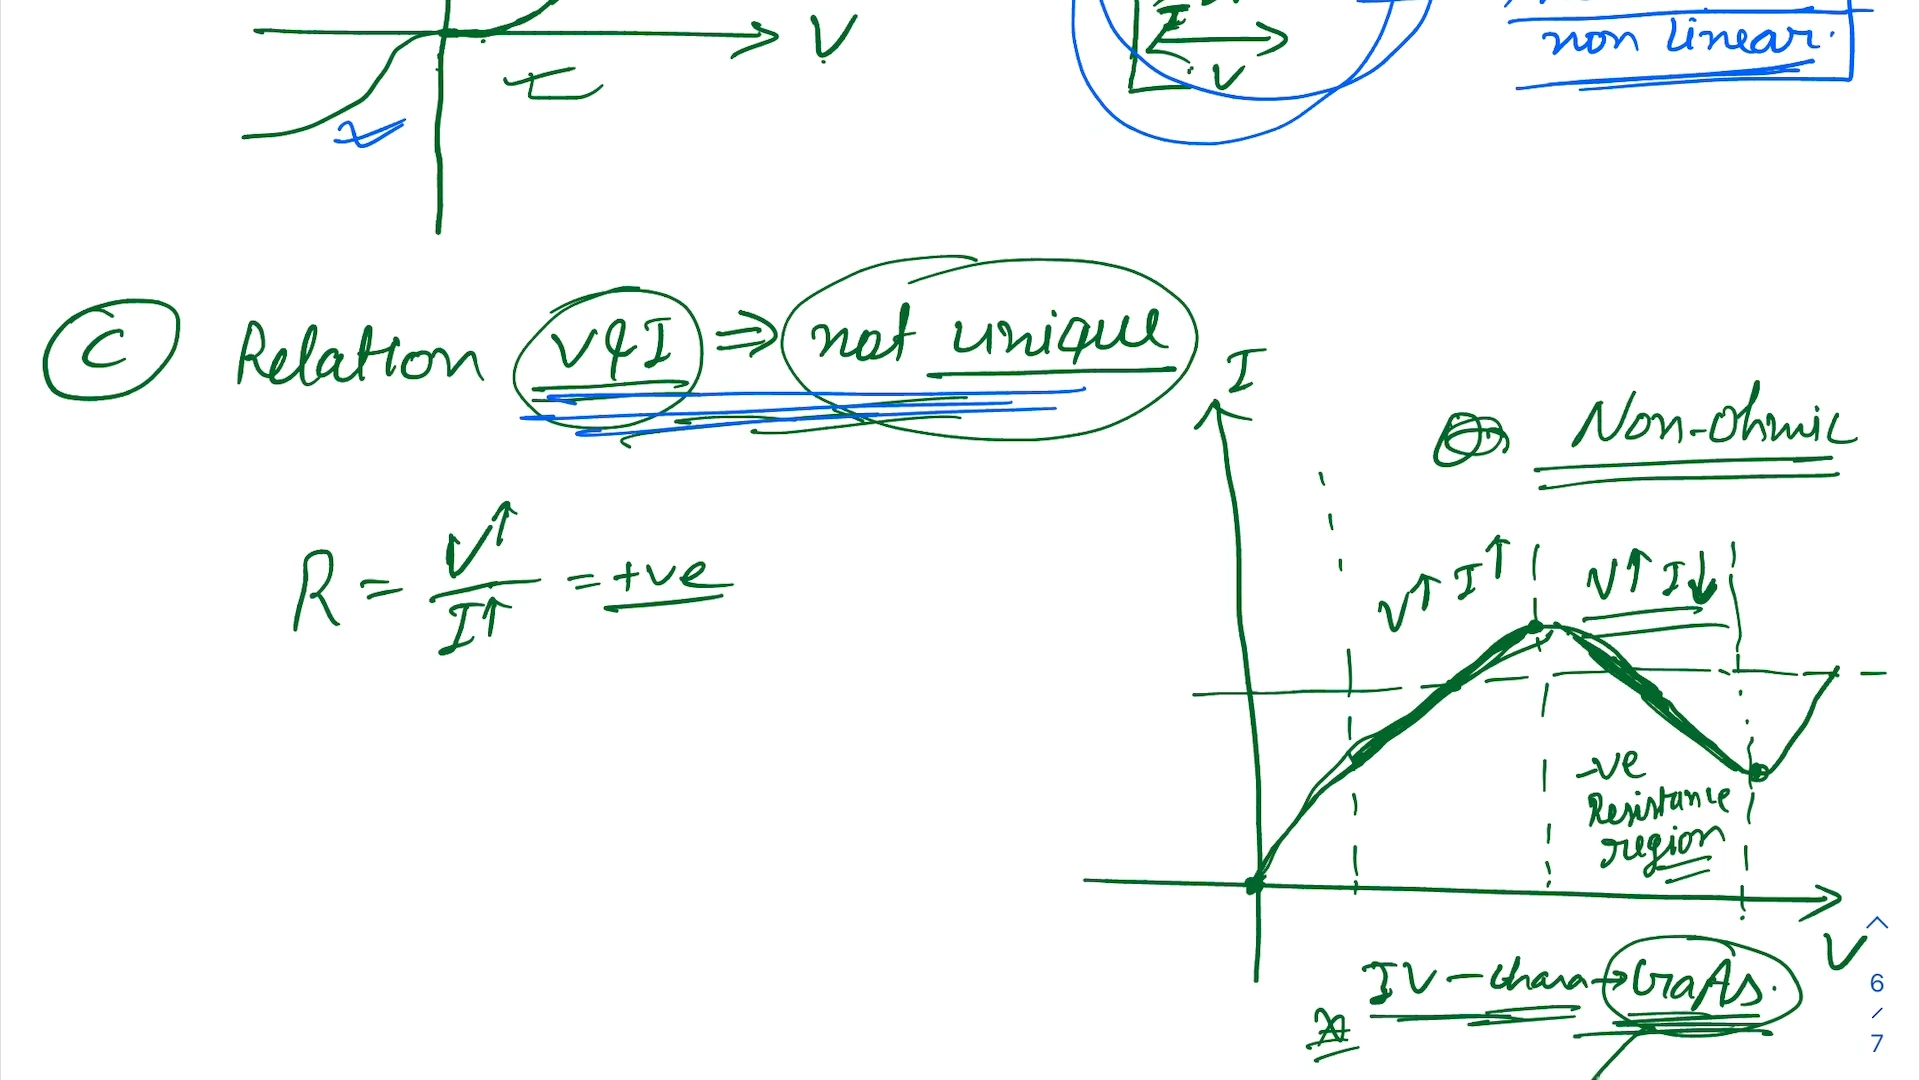 V
I
V
non linear.
C Relation V & I ⇒ not unique
I
Non-ohmic
R = V↑ / I↑ = +ve
V↑ I↑
V↑ I↓
-ve
Resistance
region
V
IV - chara → GaAs.
6
/
7